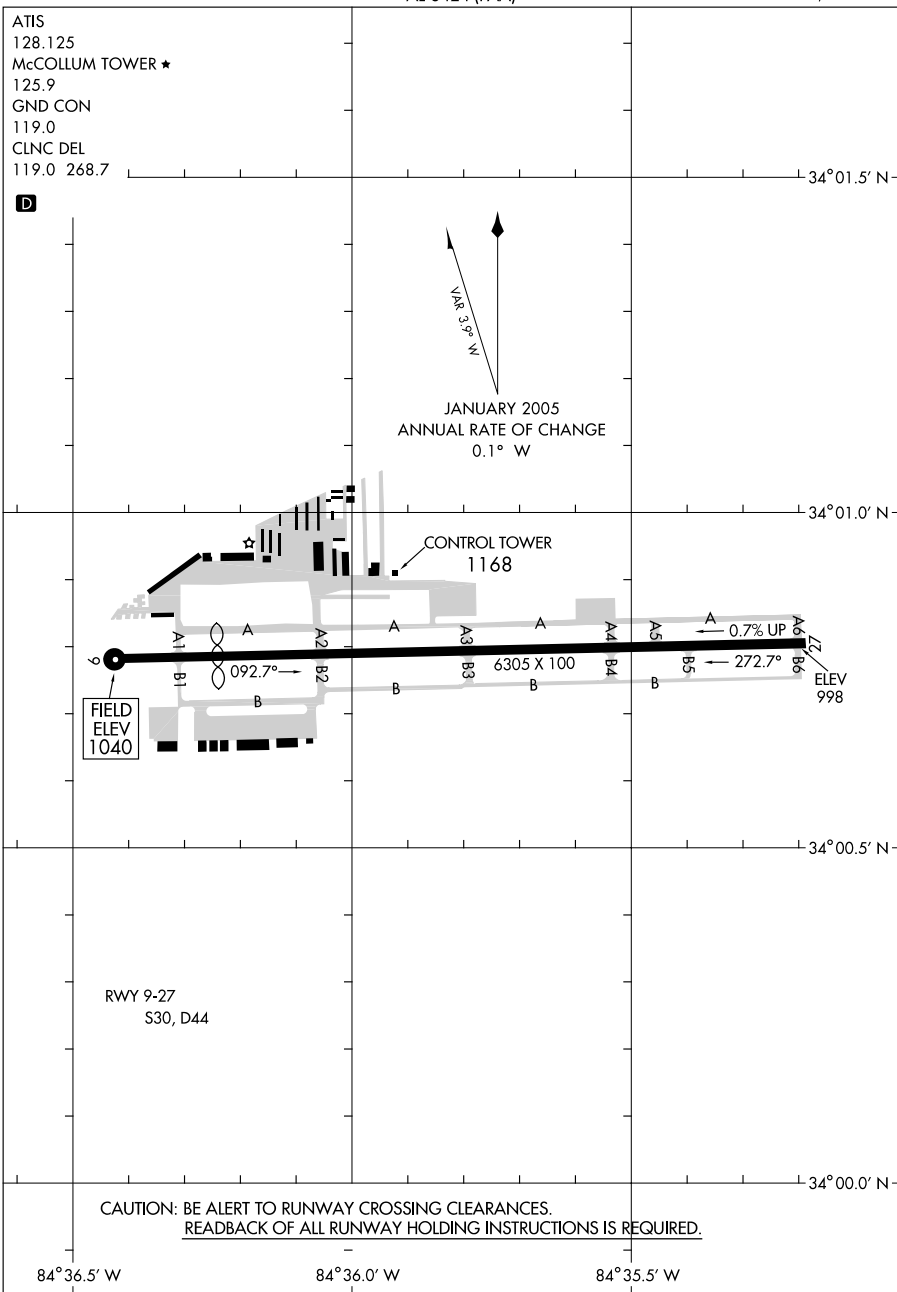 ATIS
128.125
McCOLLUM TOWER ★
125.9
GND CON
119.0
CLNC DEL
119.0 268.7
D
34°01.5' N
VAR 3.9° W
JANUARY 2005
ANNUAL RATE OF CHANGE
0.1° W
34°01.0' N
CONTROL TOWER
1168
A
A
A
A
A1
A2
A3
A4
A5
A6
0.7% UP
9
27
092.7°
6305 X 100
272.7°
B1
B2
B3
B4
B5
B6
B
B
B
B
ELEV
998
FIELD
ELEV
1040
34°00.5' N
RWY 9-27
S30, D44
34°00.0' N
CAUTION: BE ALERT TO RUNWAY CROSSING CLEARANCES.
READBACK OF ALL RUNWAY HOLDING INSTRUCTIONS IS REQUIRED.
84°36.5' W
84°36.0' W
84°35.5' W